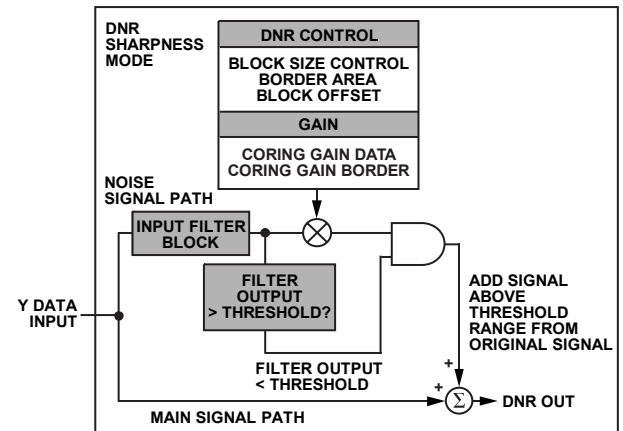 DNR
SHARPNESS
MODE
DNR CONTROL
BLOCK SIZE CONTROL
BORDER AREA
BLOCK OFFSET
GAIN
CORING GAIN DATA
CORING GAIN BORDER
NOISE
SIGNAL PATH
INPUT FILTER
BLOCK
FILTER
OUTPUT
> THRESHOLD?
Y DATA
INPUT
ADD SIGNAL
ABOVE
THRESHOLD
RANGE FROM
ORIGINAL SIGNAL
FILTER OUTPUT
< THRESHOLD
+
+
Σ
DNR OUT
MAIN SIGNAL PATH